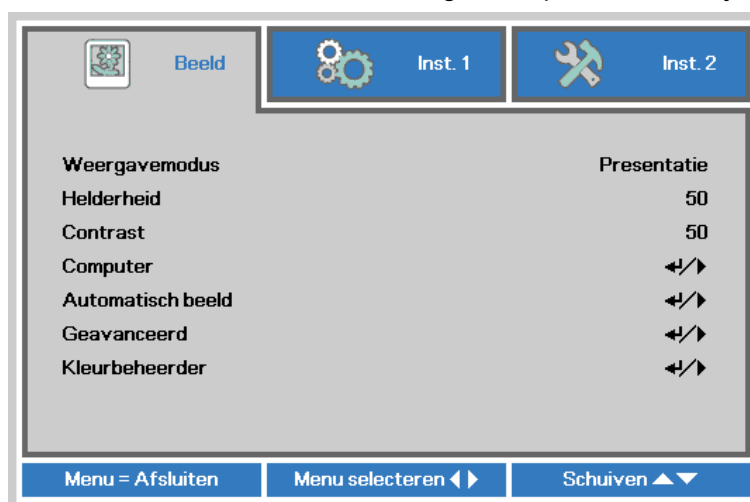 Beeld
Inst. 1
Inst. 2
Weergavemodus Presentatie
Helderheid 50
Contrast 50
Computer ↵/▶
Automatisch beeld ↵/▶
Geavanceerd ↵/▶
Kleurbeheerder ↵/▶
Menu = Afsluiten Menu selecteren ◀▶ Schuiven ▲▼